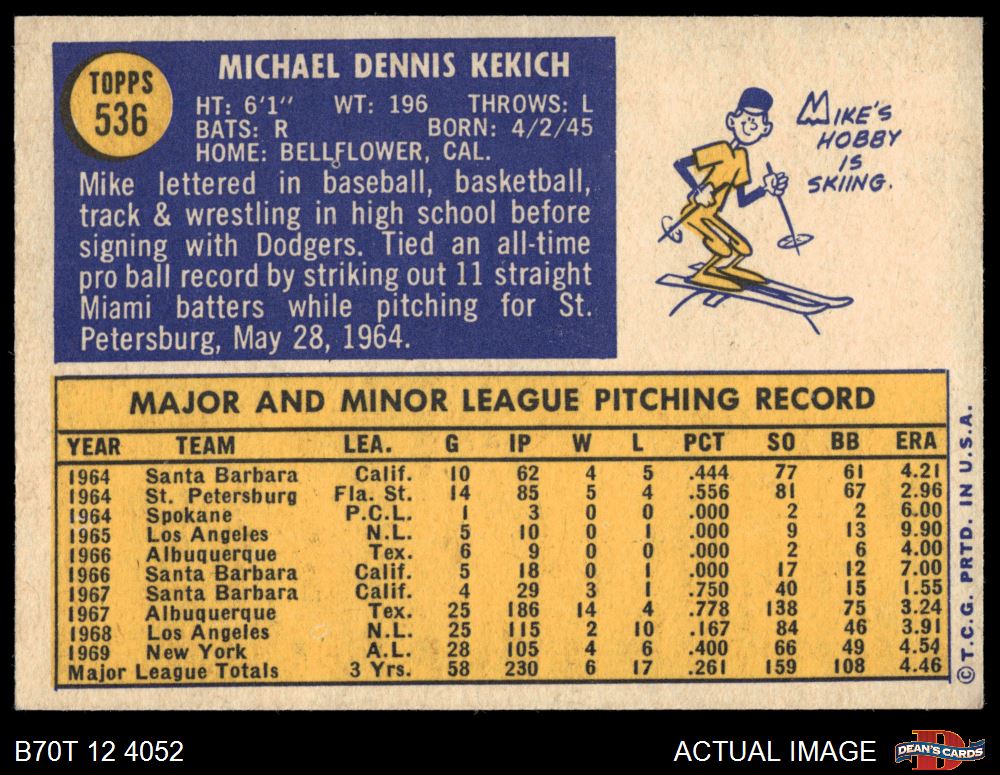 TOPPS
536
MICHAEL DENNIS KEKICH
HT: 6'1" WT: 196 THROWS: L
BATS: R BORN: 4/2/45
HOME: BELLFLOWER, CAL.
Mike lettered in baseball, basketball,
track & wrestling in high school before
signing with Dodgers. Tied an all-time
pro ball record by striking out 11 straight
Miami batters while pitching for St.
Petersburg, May 28, 1964.
MIKE'S
HOBBY
IS
SKIING.
MAJOR AND MINOR LEAGUE PITCHING RECORD
YEAR TEAM LEA. G IP W L PCT SO BB ERA
1964 Santa Barbara Calif. 10 62 4 5 .444 77 61 4.21
1964 St. Petersburg Fla. St. 14 85 5 4 .556 81 67 2.96
1964 Spokane P.C.L. 1 3 0 0 .000 2 2 6.00
1965 Los Angeles N.L. 5 10 0 1 .000 9 13 9.90
1966 Albuquerque Tex. 6 9 0 0 .000 2 6 4.00
1966 Santa Barbara Calif. 5 18 0 1 .000 17 12 7.00
1967 Santa Barbara Calif. 4 29 3 1 .750 40 15 1.55
1967 Albuquerque Tex. 25 186 14 4 .778 138 75 3.24
1968 Los Angeles N.L. 25 115 2 10 .167 84 46 3.91
1969 New York A.L. 28 105 4 6 .400 66 49 4.54
Major League Totals 3 Yrs. 58 230 6 17 .261 159 108 4.46
© T.C.G. PRTD. IN U.S.A.
B70T 12 4052
ACTUAL IMAGE
D
DEAN'S CARDS